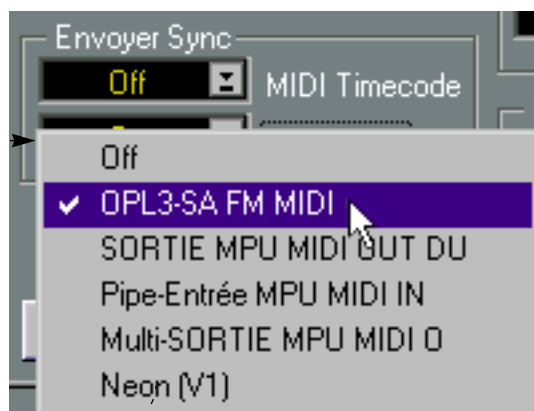 Envoyer Sync
Off MIDI Timecode
Off
OPL3-SA FM MIDI
SORTIE MPU MIDI OUT DU
Pipe-Entrée MPU MIDI IN
Multi-SORTIE MPU MIDI O
Neon (V1)